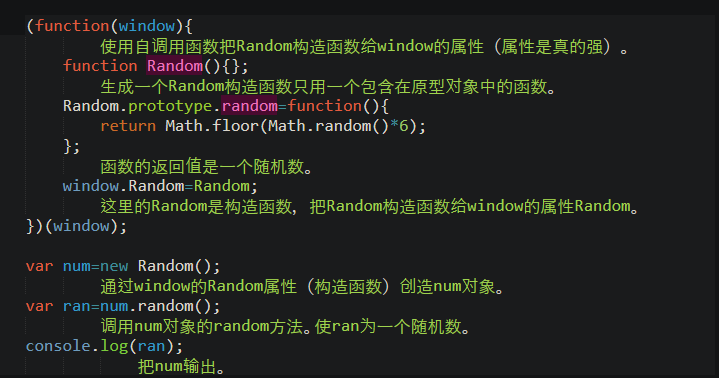 (function(window){
使用自调用函数把Random构造函数给window的属性（属性是真的强）。
function Random(){};
生成一个Random构造函数只用一个包含在原型对象中的函数。
Random.prototype.random=function(){
return Math.floor(Math.random()*6);
};
函数的返回值是一个随机数。
window.Random=Random;
这里的Random是构造函数，把Random构造函数给window的属性Random。
})(window);
var num=new Random();
通过window的Random属性（构造函数）创造num对象。
var ran=num.random();
调用num对象的random方法。使ran为一个随机数。
console.log(ran);
把num输出。